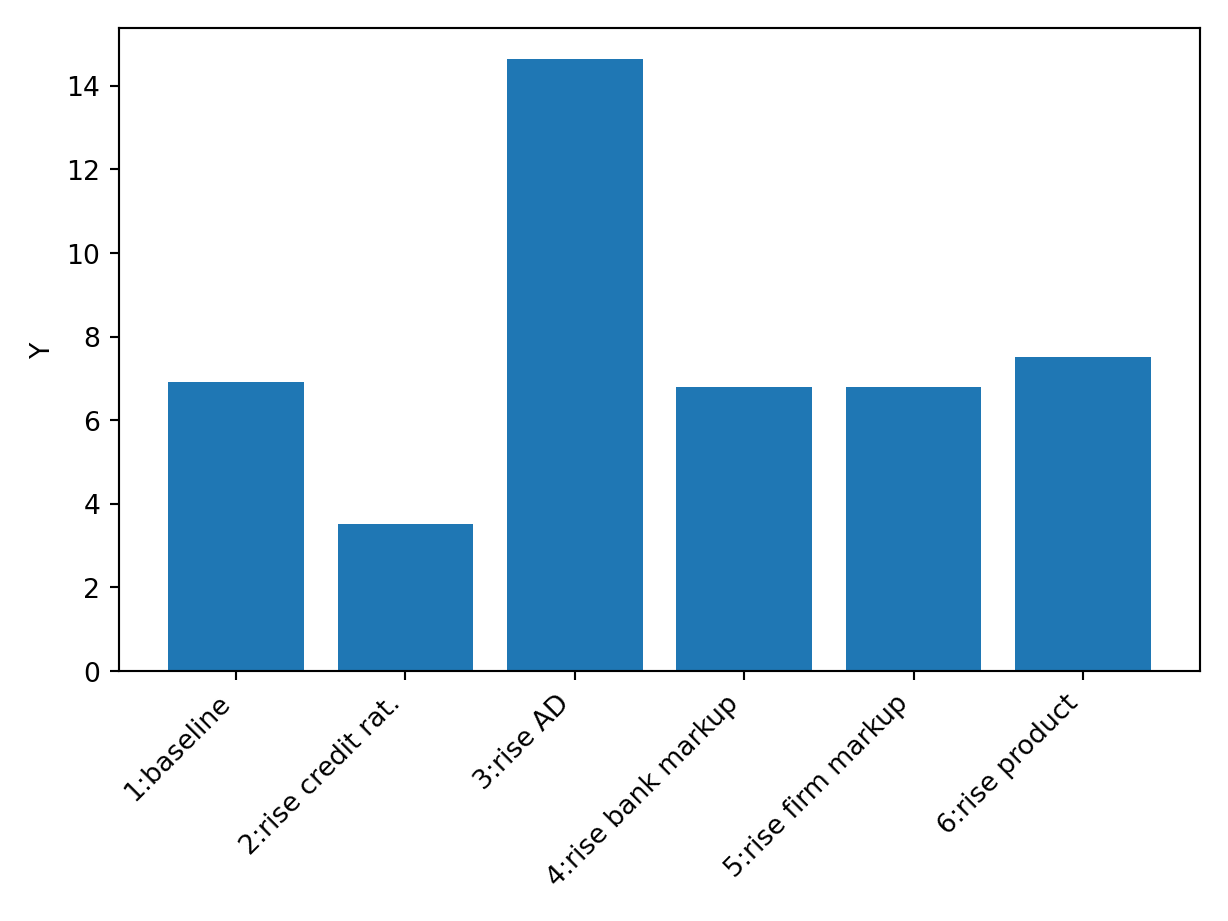 14
12
10
8
6
4
2
0
Y
1:baseline
2:rise credit rat.
3:rise AD
4:rise bank markup
5:rise firm markup
6:rise product